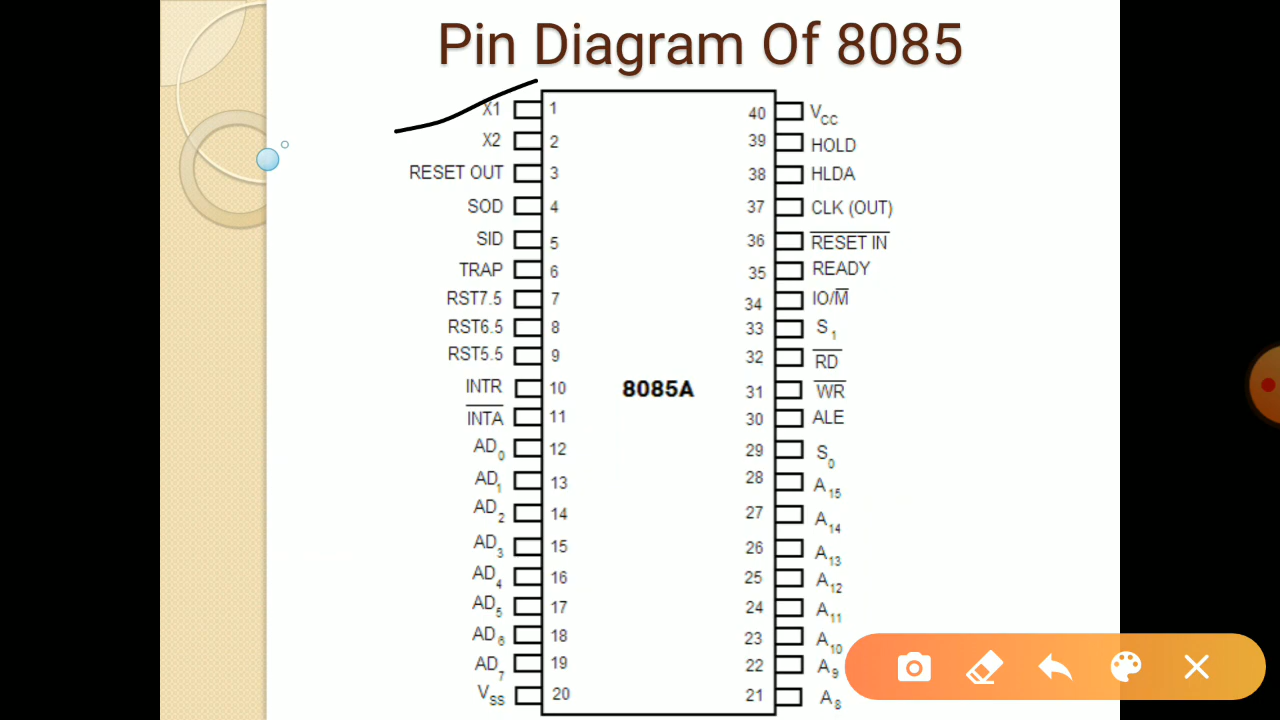 Pin Diagram Of 8085
X1 1 40 VCC
X2 2 39 HOLD
RESET OUT 3 38 HLDA
SOD 4 37 CLK (OUT)
SID 5 36 RESET IN
TRAP 6 35 READY
RST7.5 7 34 IO/M
RST6.5 8 33 S1
RST5.5 9 32 RD
INTR 10 8085A 31 WR
INTA 11 30 ALE
AD0 12 29 S0
AD1 13 28 A15
AD2 14 27 A14
AD3 15 26 A13
AD4 16 25 A12
AD5 17 24 A11
AD6 18 23 A10
AD7 19 22 A9
VSS 20 21 A8